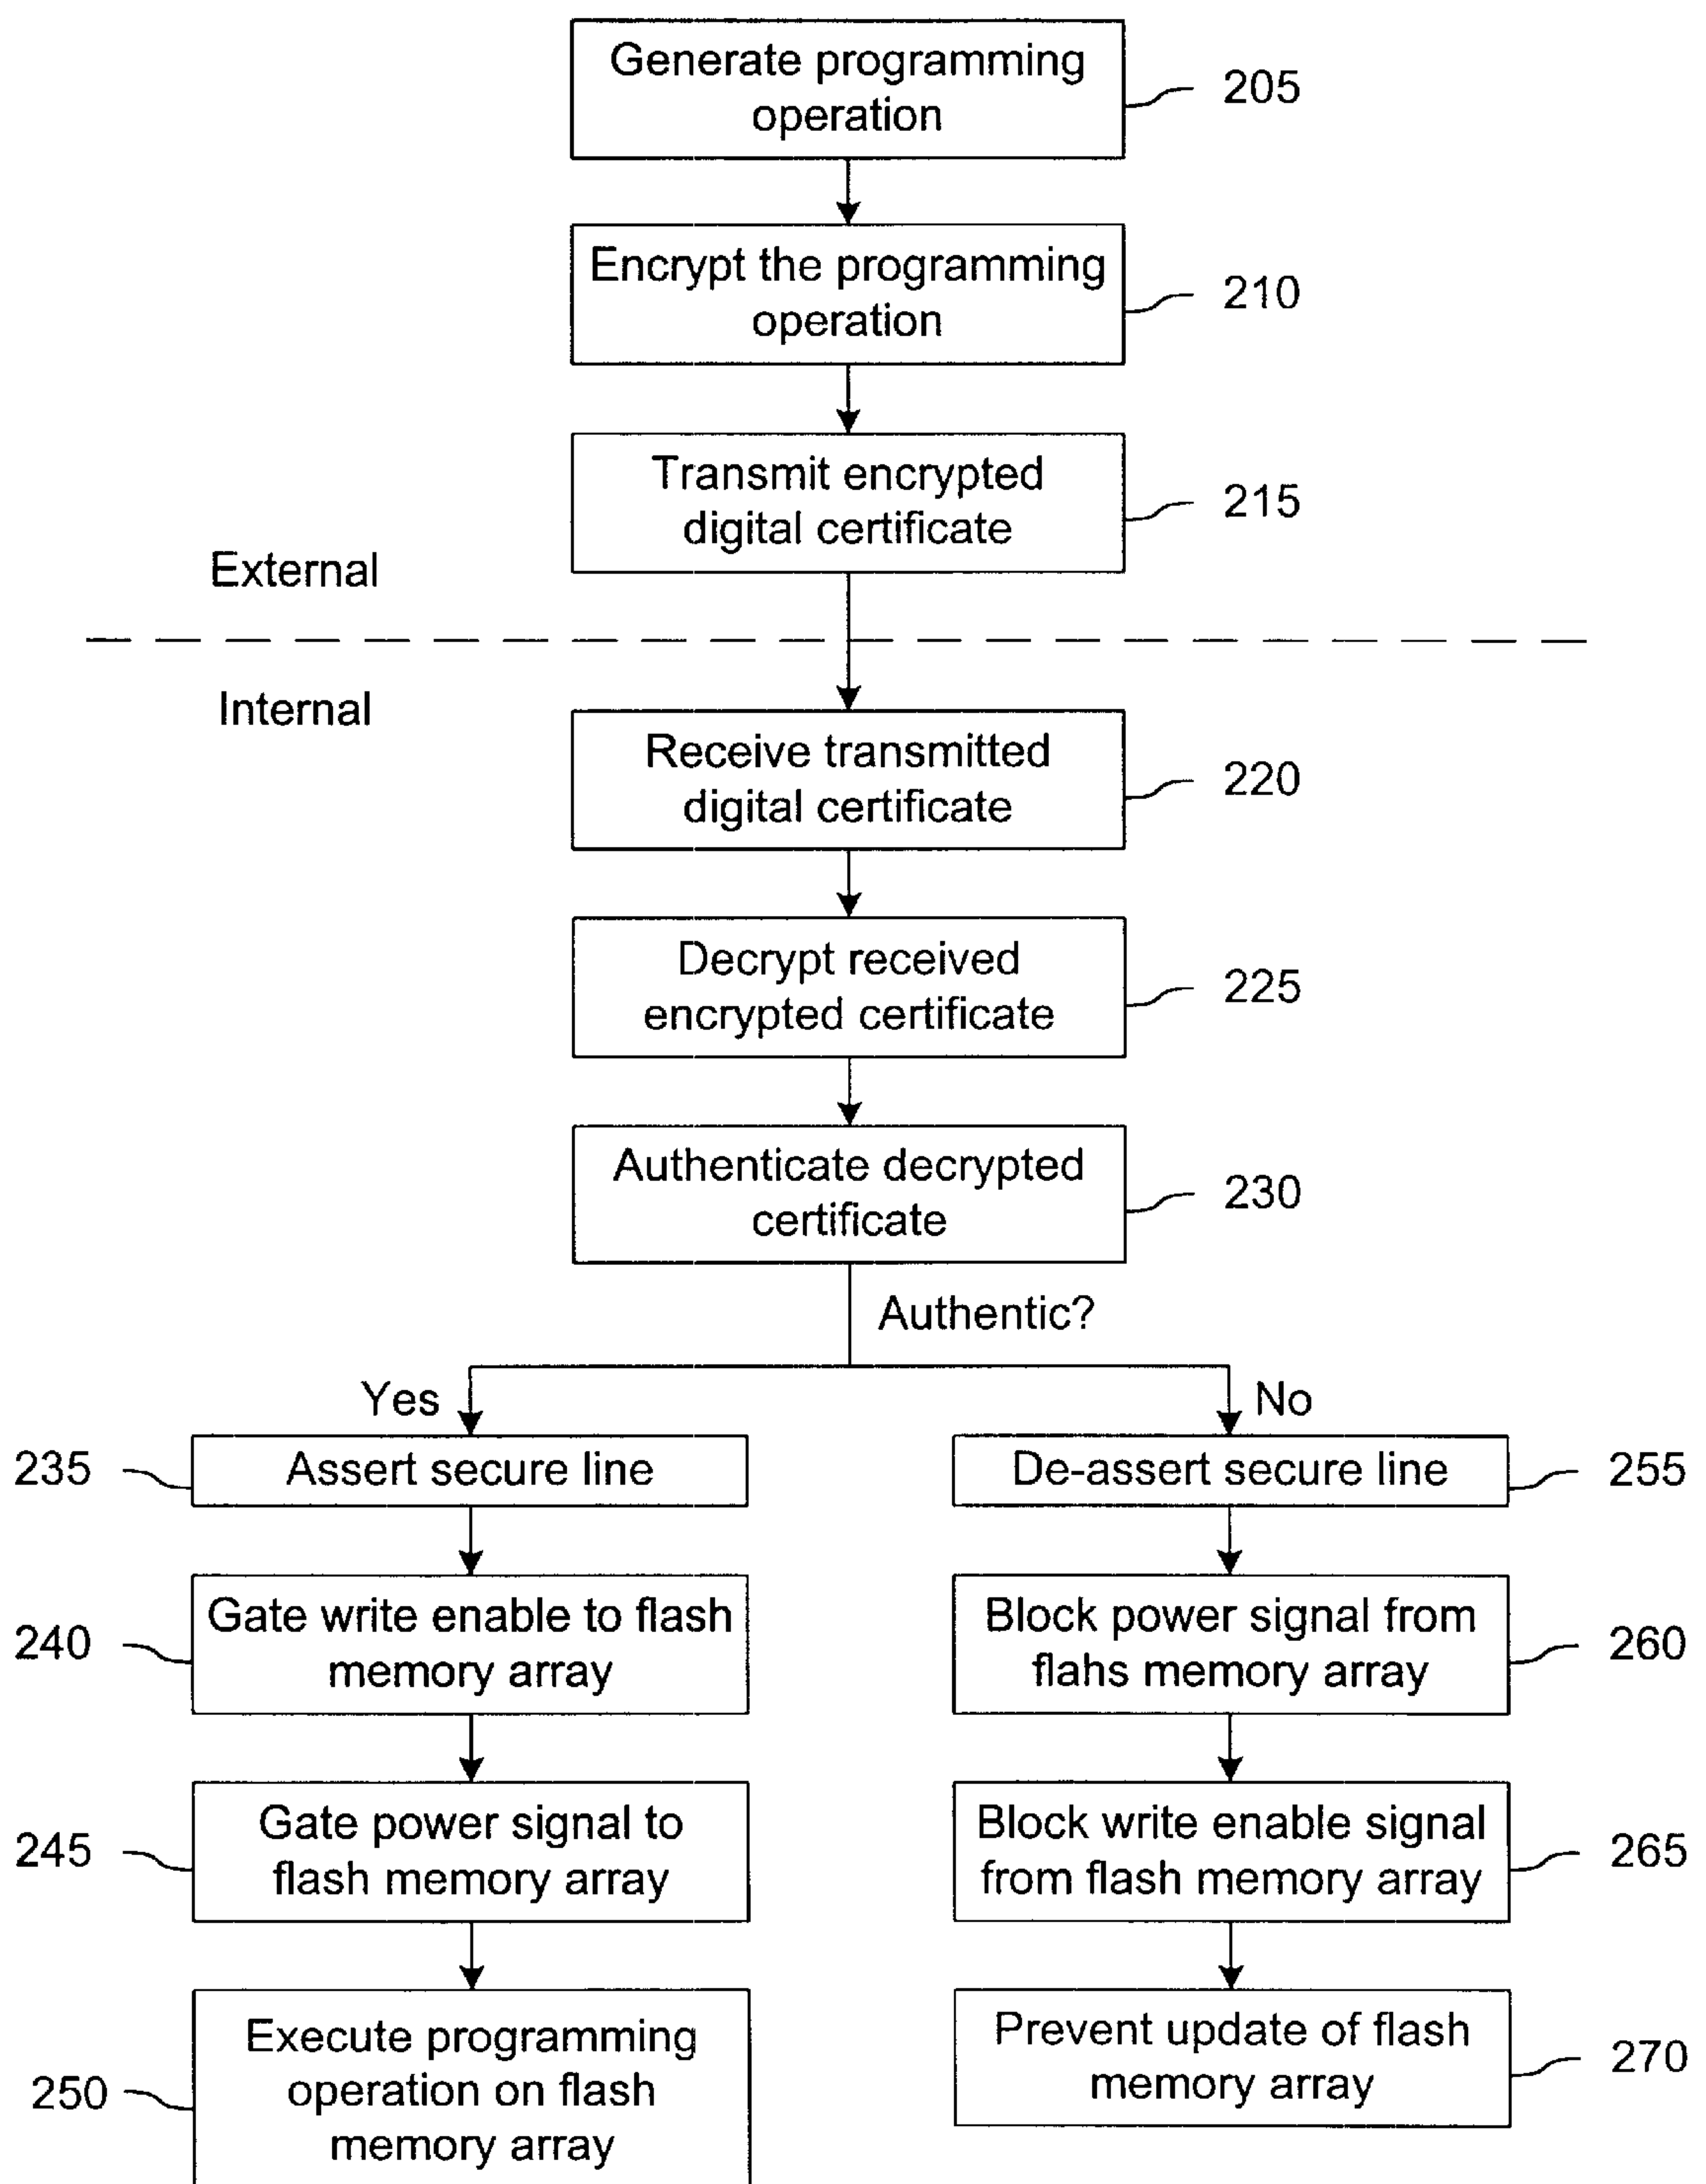 Generate programming
operation
205
Encrypt the programming
operation
210
Transmit encrypted
digital certificate
215
External
Internal
Receive transmitted
digital certificate
220
Decrypt received
encrypted certificate
225
Authenticate decrypted
certificate
230
Authentic?
Yes
No
235
Assert secure line
De-assert secure line
255
Gate write enable to flash
memory array
240
Block power signal from
flahs memory array
260
Gate power signal to
flash memory array
245
Block write enable signal
from flash memory array
265
Execute programming
operation on flash
memory array
250
Prevent update of flash
memory array
270